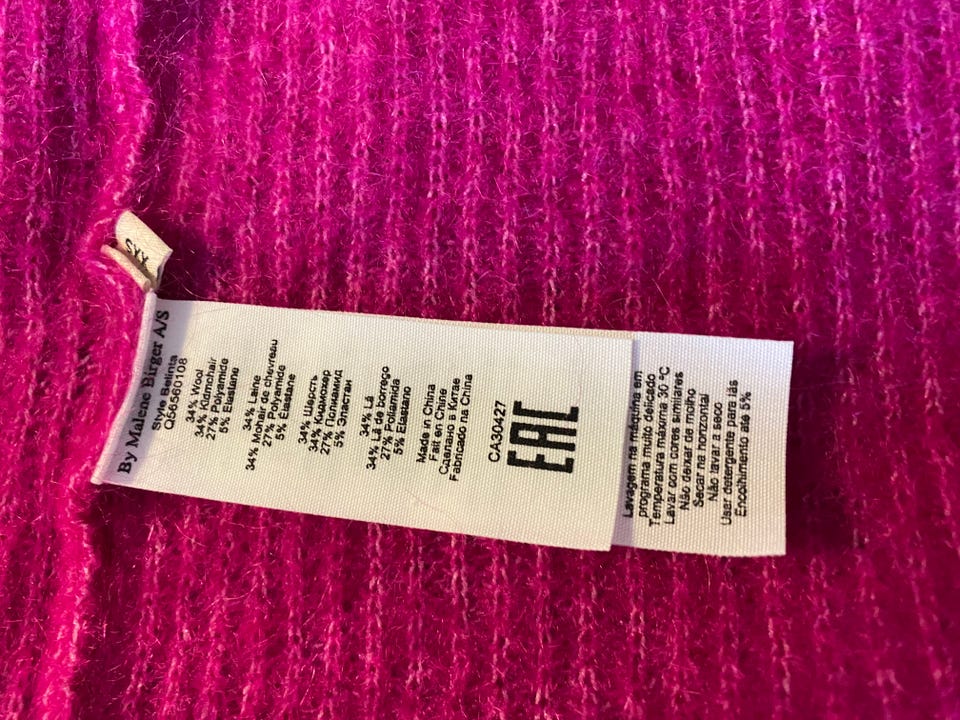 XXS
By Malene Birger A/S
Style Belinta
Q66560108
34% Wool
34% Kidmohair
27% Polyamide
5% Elastane
34% Laine
34% Mohair de chevreau
27% Polyamide
5% Elastane
34% Шерсть
34% Кидмохер
27% Полиамид
5% Эластан
34% Lã
34% Lã de borrego
27% Poliamida
5% Elastano
Made in China
Fait en Chine
Сделано в Китае
Fabricado na China
CA30427
EAC
Lavagem na máquina em
programa muito delicado
Temperatura máxima 30 °C
Lavar com cores similares
Não deixar de molho
Secar na horizontal
Não lavar a seco
Usar detergente para lãs
Encolhimento até 5%